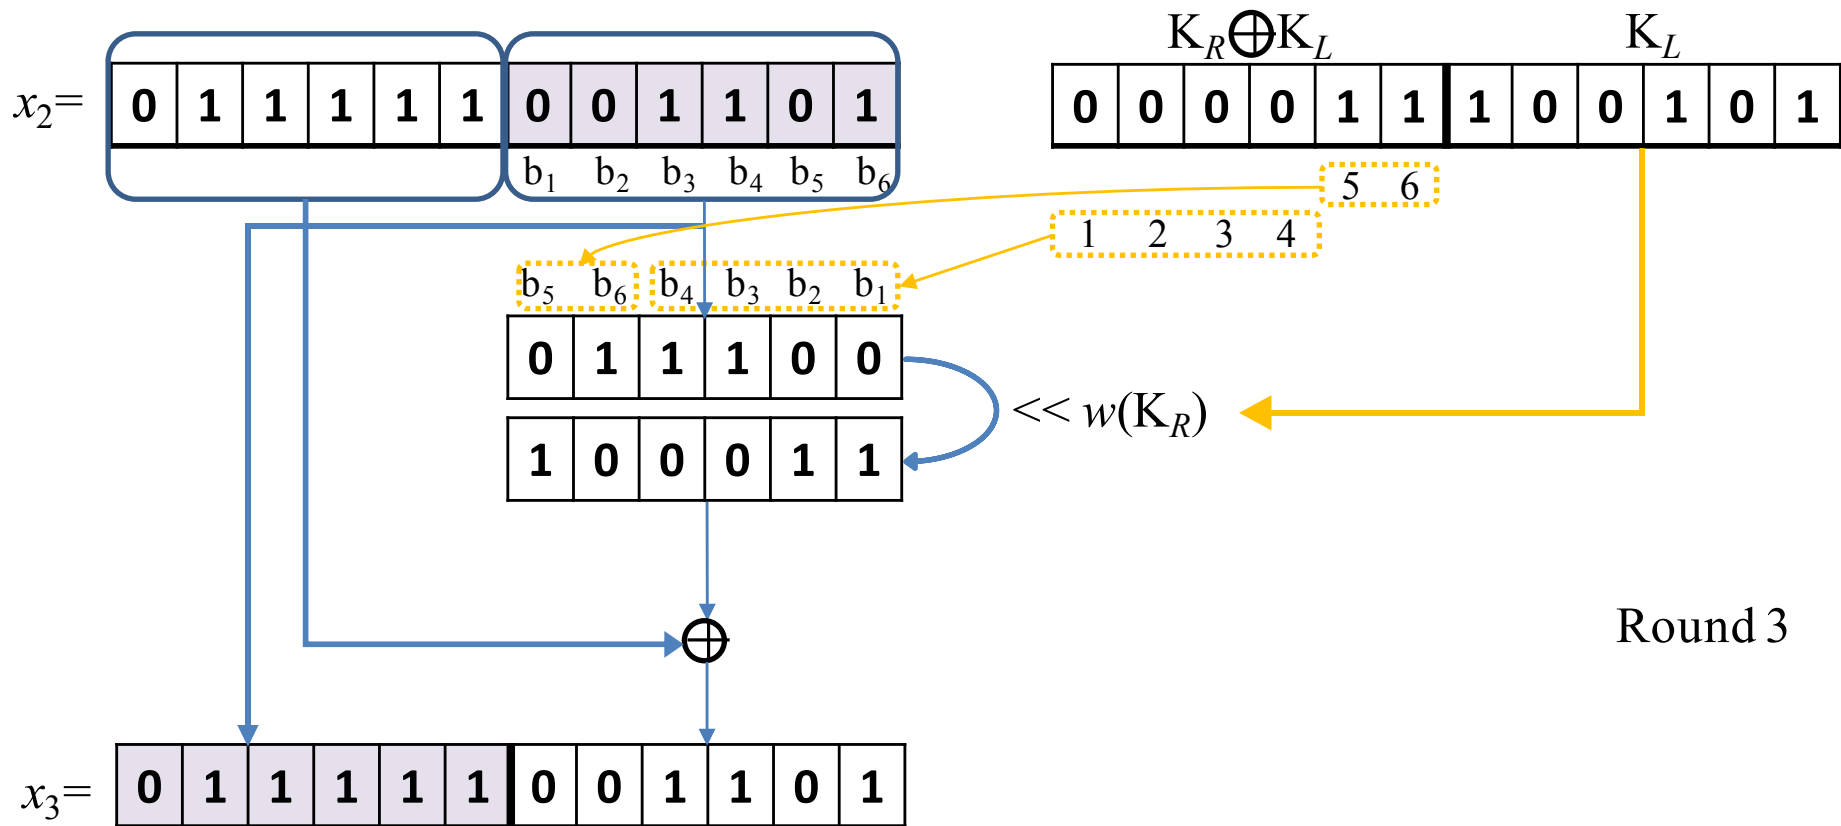 K_R⊕K_L K_L
x₂= 0 1 1 1 1 1 0 0 1 1 0 1
0 0 0 0 1 1 1 0 0 1 0 1
b₁ b₂ b₃ b₄ b₅ b₆
5 6
1 2 3 4
b₅ b₆ b₄ b₃ b₂ b₁
0 1 1 1 0 0
<< w(K_R)
1 0 0 0 1 1
Round 3
x₃= 0 1 1 1 1 1 0 0 1 1 0 1